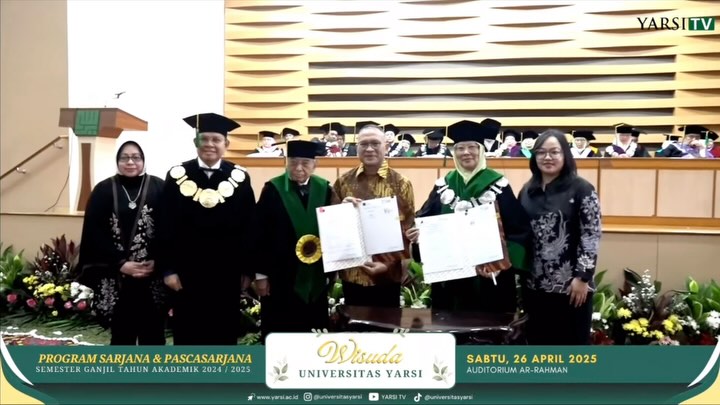 YARSI TV
PROGRAM SARJANA & PASCASARJANA
SEMESTER GANJIL TAHUN AKADEMIK 2024 / 2025
Wisuda
UNIVERSITAS YARSI
SABTU, 26 APRIL 2025
AUDITORIUM AR-RAHMAN
www.yarsi.ac.id @universitasyarsi YARSI TV @universitasyarsi